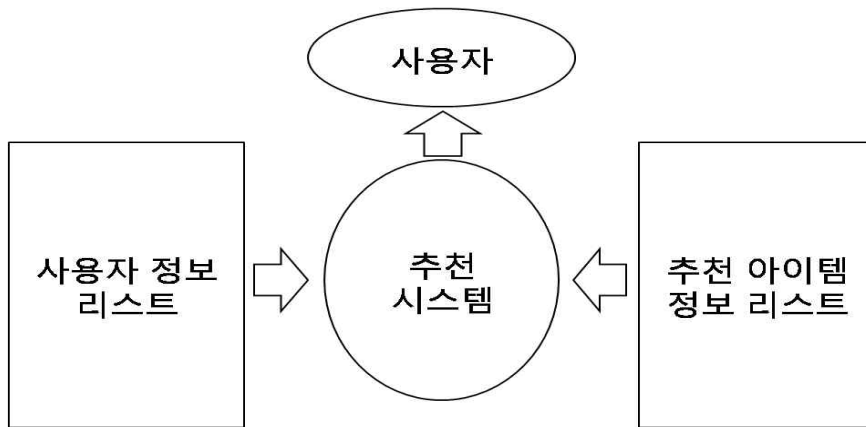 사용자
사용자 정보
리스트
추천
시스템
추천 아이템
정보 리스트